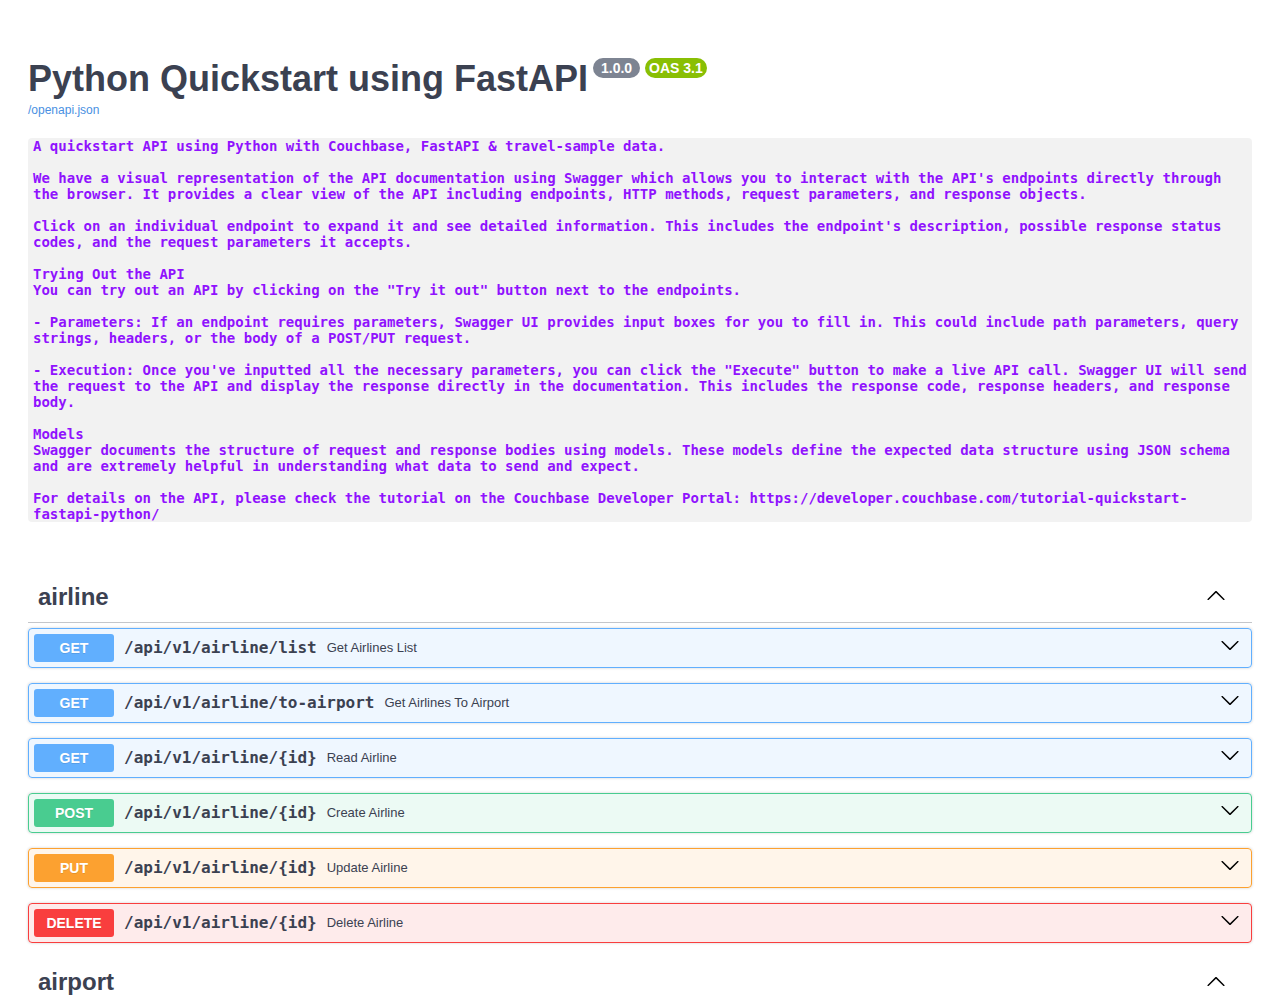 Python Quickstart using FastAPI 1.0.0 OAS 3.1
/openapi.json
A quickstart API using Python with Couchbase, FastAPI & travel-sample data.
We have a visual representation of the API documentation using Swagger which allows you to interact with the API's endpoints directly through
the browser. It provides a clear view of the API including endpoints, HTTP methods, request parameters, and response objects.
Click on an individual endpoint to expand it and see detailed information. This includes the endpoint's description, possible response status
codes, and the request parameters it accepts.
Trying Out the API
You can try out an API by clicking on the "Try it out" button next to the endpoints.
- Parameters: If an endpoint requires parameters, Swagger UI provides input boxes for you to fill in. This could include path parameters, query
strings, headers, or the body of a POST/PUT request.
- Execution: Once you've inputted all the necessary parameters, you can click the "Execute" button to make a live API call. Swagger UI will send
the request to the API and display the response directly in the documentation. This includes the response code, response headers, and response
body.
Models
Swagger documents the structure of request and response bodies using models. These models define the expected data structure using JSON schema
and are extremely helpful in understanding what data to send and expect.
For details on the API, please check the tutorial on the Couchbase Developer Portal: https://developer.couchbase.com/tutorial-quickstart-
fastapi-python/
airline
GET /api/v1/airline/list Get Airlines List
GET /api/v1/airline/to-airport Get Airlines To Airport
GET /api/v1/airline/{id} Read Airline
POST /api/v1/airline/{id} Create Airline
PUT /api/v1/airline/{id} Update Airline
DELETE /api/v1/airline/{id} Delete Airline
airport